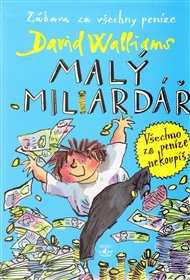 Zábava za všechny peníze
David Walliams
MALÝ
MILIARDÁŘ
Všechno
za peníze
nekoupíš